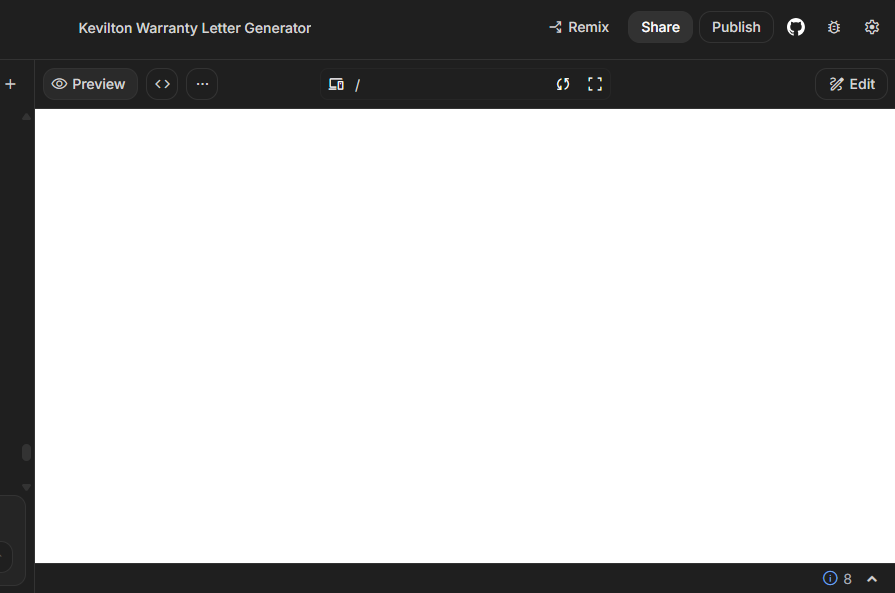 Kevilton Warranty Letter Generator
Remix
Share
Publish
+
Preview
<>
...
/
Edit
8